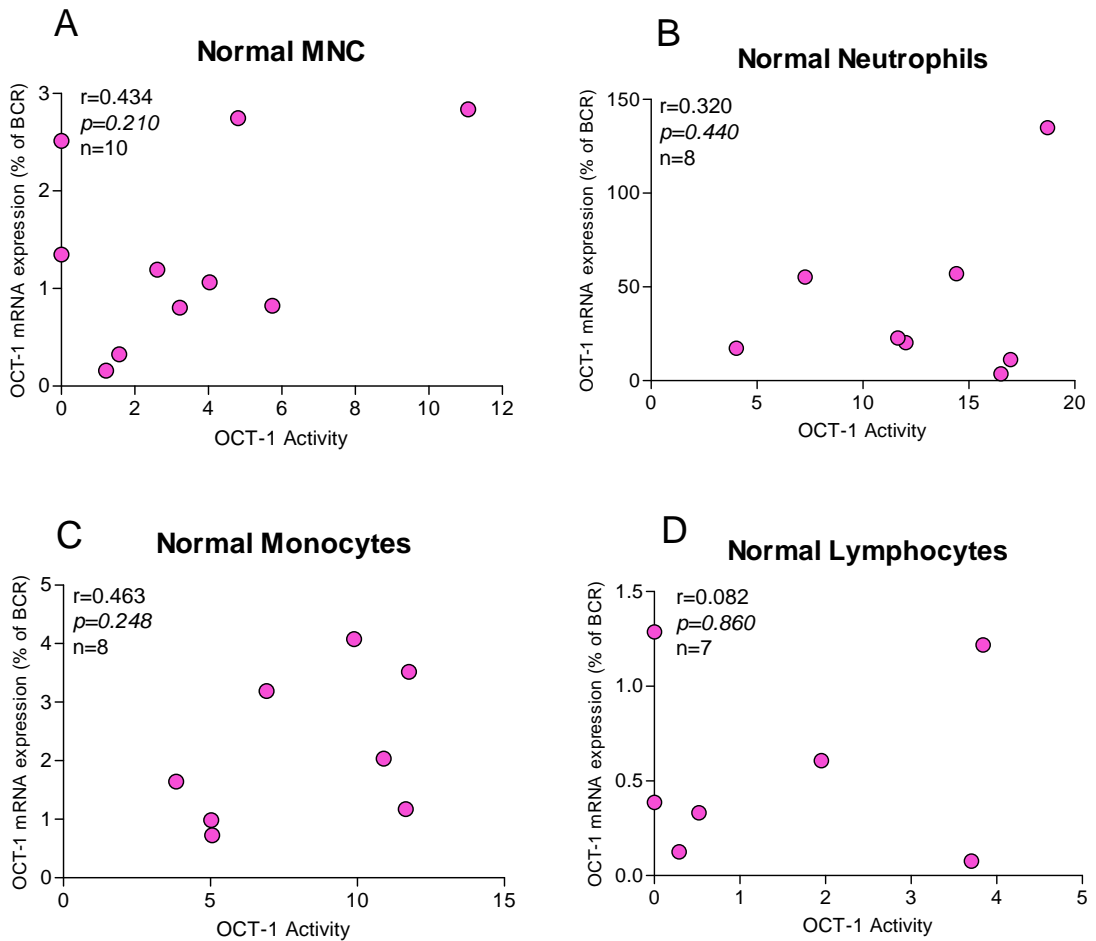 A
Normal MNC
OCT-1 mRNA expression (% of BCR)
r=0.434
p=0.210
n=10
3
2
1
0
0 2 4 6 8 10 12
OCT-1 Activity
B
Normal Neutrophils
OCT-1 mRNA expression (% of BCR)
r=0.320
p=0.440
n=8
150
100
50
0
0 5 10 15 20
OCT-1 Activity
C
Normal Monocytes
OCT-1 mRNA expression (% of BCR)
r=0.463
p=0.248
n=8
5
4
3
2
1
0
0 5 10 15
OCT-1 Activity
D
Normal Lymphocytes
OCT-1 mRNA expression (% of BCR)
r=0.082
p=0.860
n=7
1.5
1.0
0.5
0.0
0 1 2 3 4 5
OCT-1 Activity